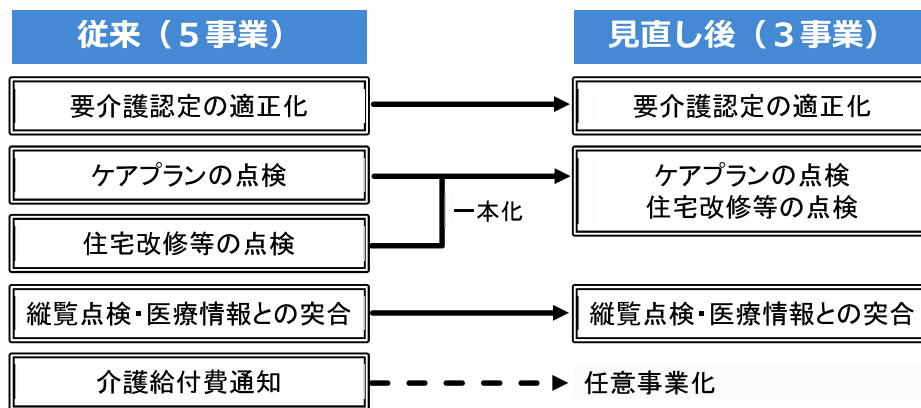 従来（５事業）
見直し後（３事業）
要介護認定の適正化
要介護認定の適正化
ケアプランの点検
ケアプランの点検
住宅改修等の点検
一本化
住宅改修等の点検
縦覧点検・医療情報との突合
縦覧点検・医療情報との突合
介護給付費通知
任意事業化